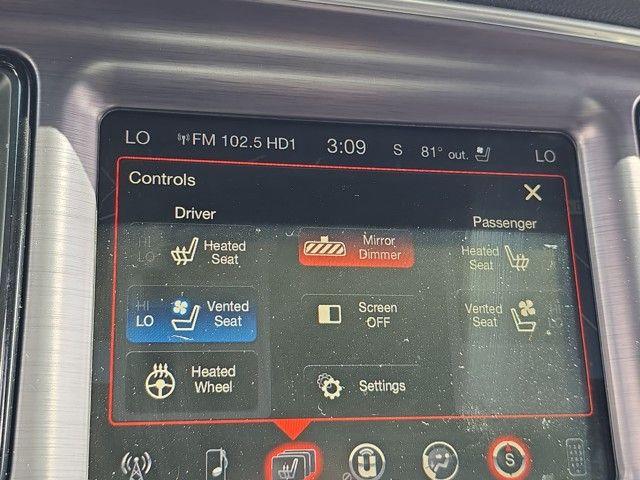 LO FM 102.5 HD1 3:09 S 81° out. LO
Controls
Driver
Passenger
HI
LO
Heated
Seat
Mirror
Dimmer
Heated
Seat
HI
LO
Vented
Seat
Screen
OFF
Vented
Seat
Heated
Wheel
Settings
S